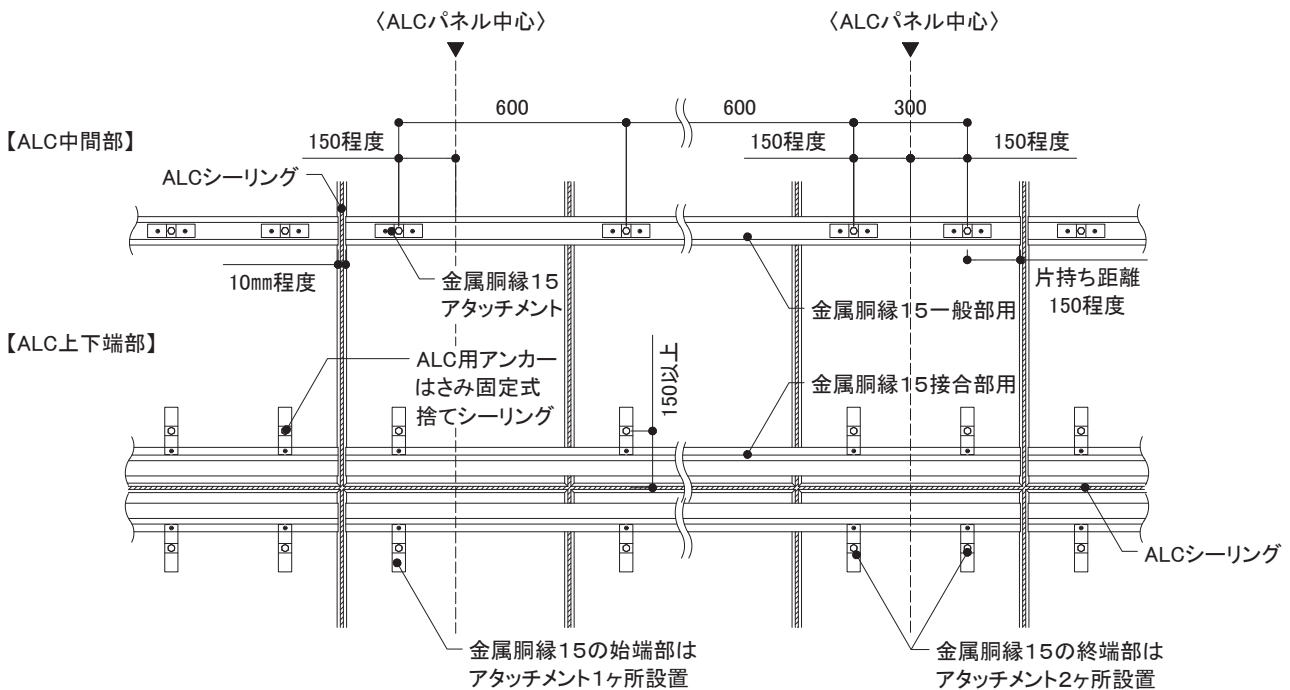 〈ALCパネル中心〉
〈ALCパネル中心〉
600
600
300
【ALC中間部】
150程度
150程度
150程度
ALCシーリング
10㎜程度
金属胴縁15
アタッチメント
金属胴縁15一般部用
片持ち距離
150程度
【ALC上下端部】
ALC用アンカー
はさみ固定式
捨てシーリング
150以上
金属胴縁15接合部用
ALCシーリング
金属胴縁15の始端部は
アタッチメント1ヶ所設置
金属胴縁15の終端部は
アタッチメント2ヶ所設置